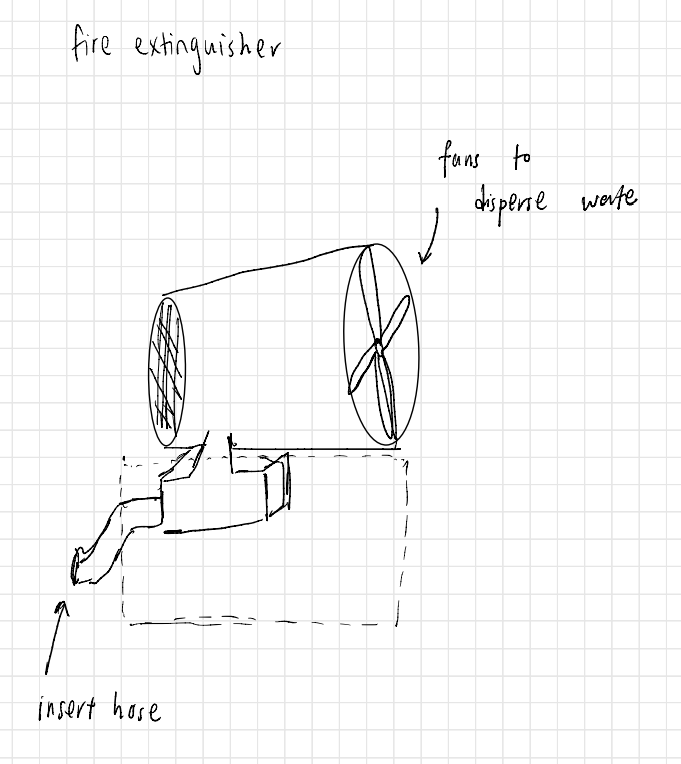 fire extinguisher
fans to
disperse wate
insert hose